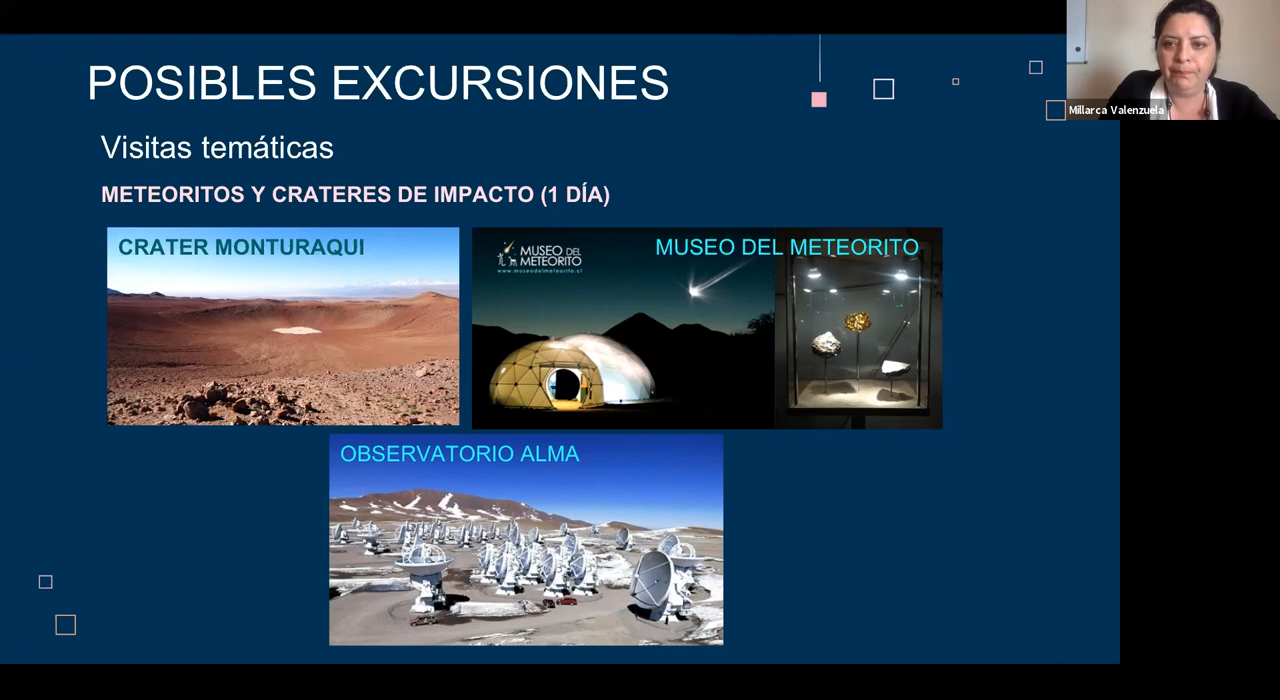 POSIBLES EXCURSIONES
Millarca Valenzuela
Visitas temáticas
METEORITOS Y CRATERES DE IMPACTO (1 DÍA)
CRATER MONTURAQUI
MUSEO DEL
METEORITO
www.museodelmeteorito.cl
MUSEO DEL METEORITO
OBSERVATORIO ALMA